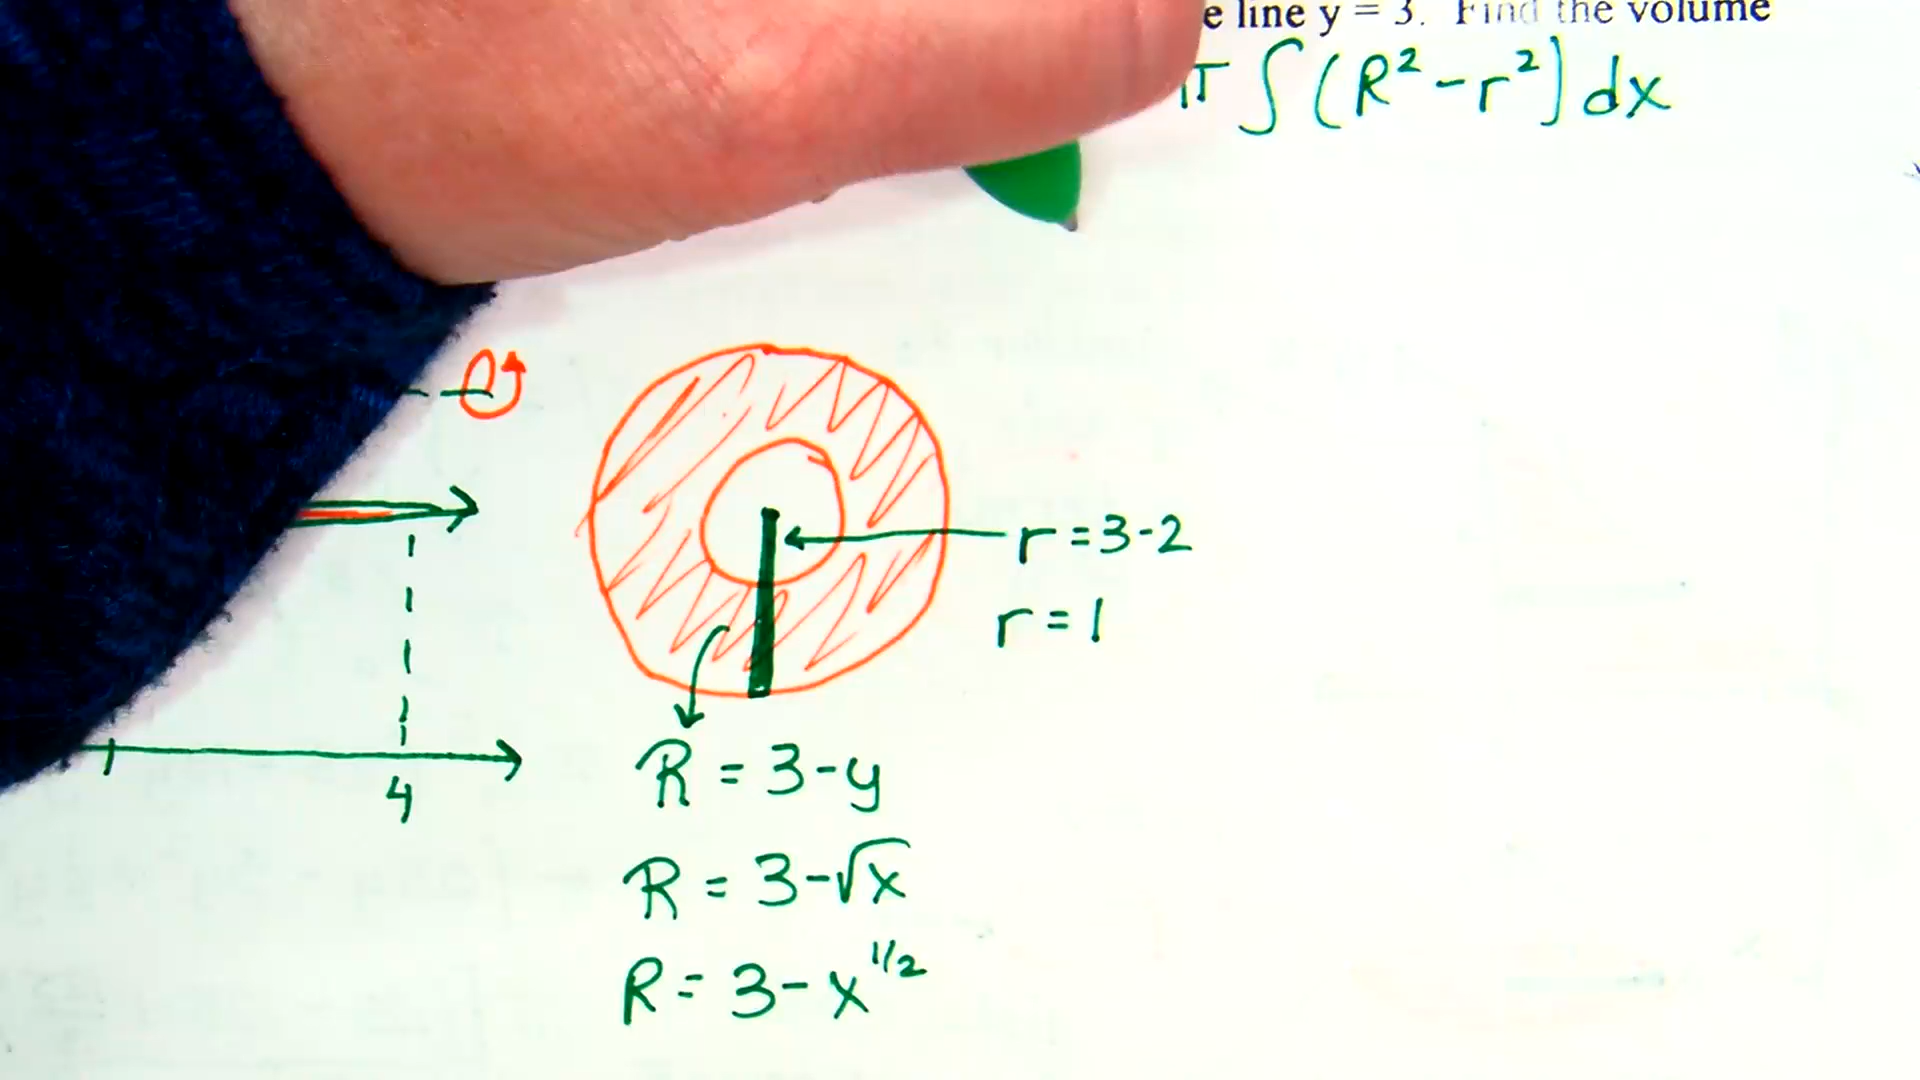 line y = 3. Find the volume
π ∫ (R² - r²) dx
r = 3 - 2
r = 1
4
R = 3 - y
R = 3 - √x
R = 3 - x^1/2